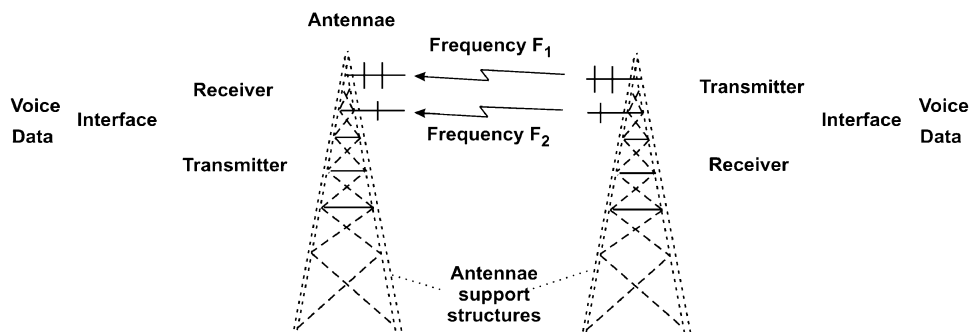 Antennae
Frequency F₁
Receiver
Transmitter
Voice
Data
Interface
Interface
Voice
Data
Frequency F₂
Transmitter
Receiver
Antennae
support
structures